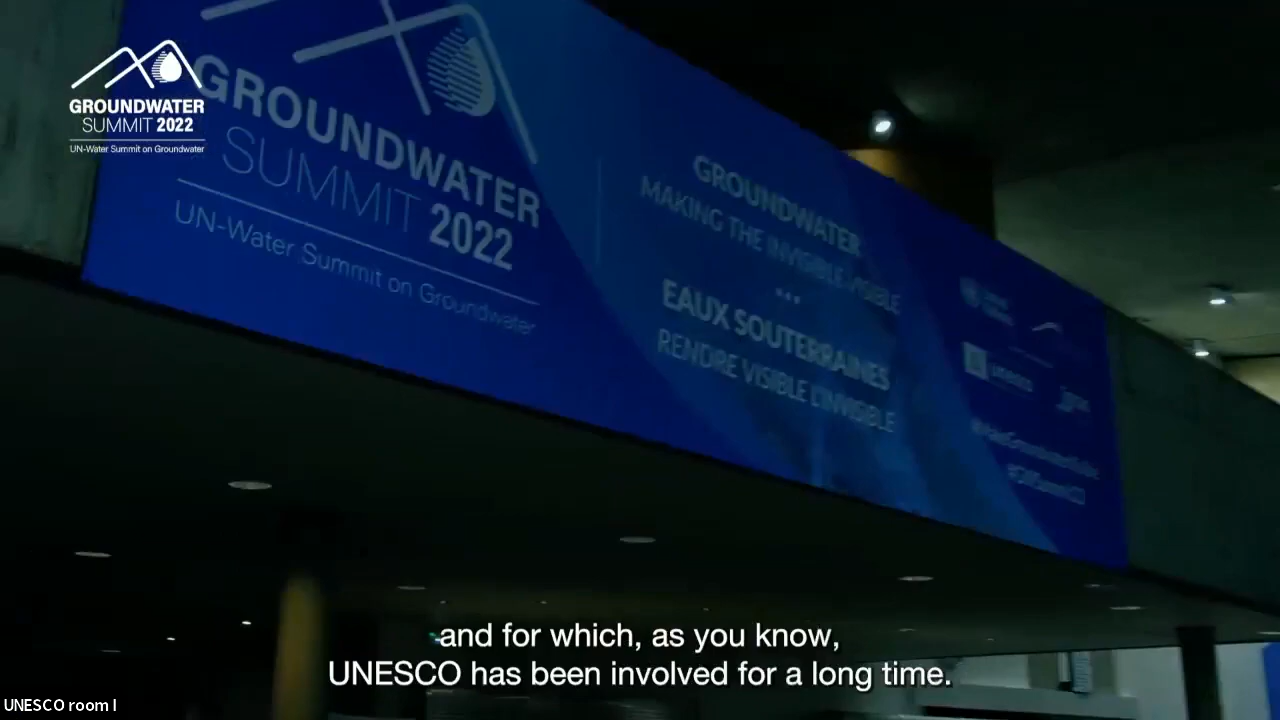 GROUNDWATER
SUMMIT 2022
UN-Water Summit on Groundwater
GROUNDWATER
SUMMIT 2022
UN-Water Summit on Groundwater
GROUNDWATER
MAKING THE INVISIBLE VISIBLE
EAUX SOUTERRAINES
RENDRE VISIBLE L'INVISIBLE
and for which, as you know,
UNESCO has been involved for a long time.
UNESCO room I